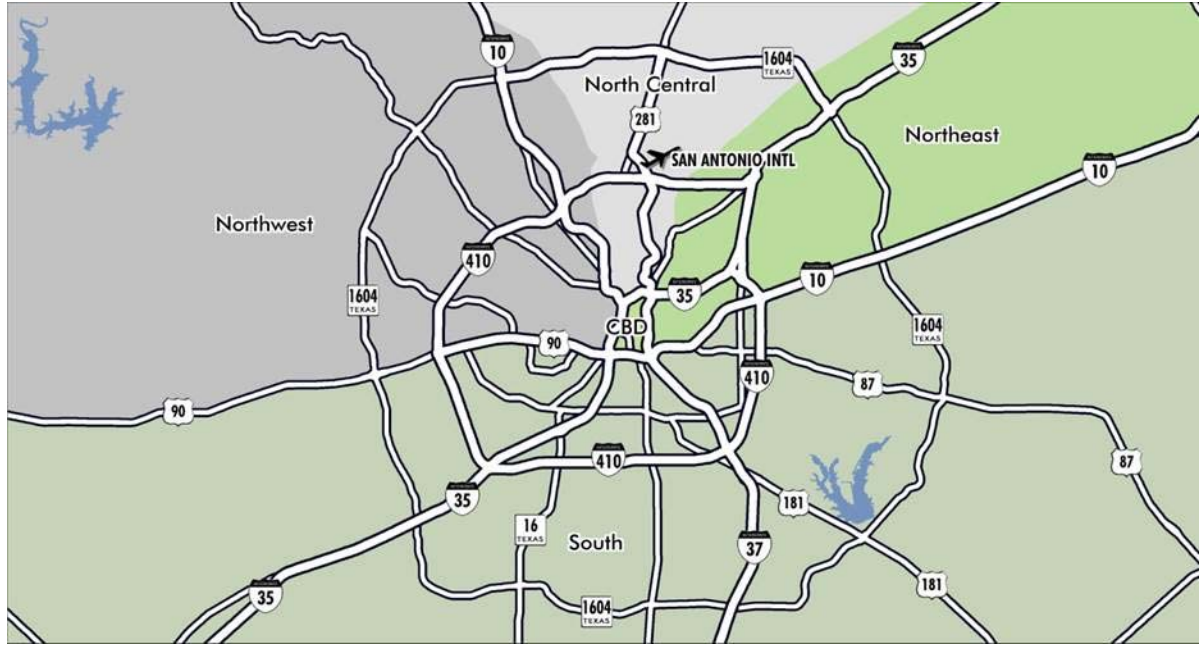 10
1604
TEXAS
35
North Central
281
Northeast
SAN ANTONIO INTL
10
Northwest
410
10
1604
TEXAS
35
CBD
1604
TEXAS
90
410
87
90
410
87
35
181
16
TEXAS
South
37
181
35
1604
TEXAS